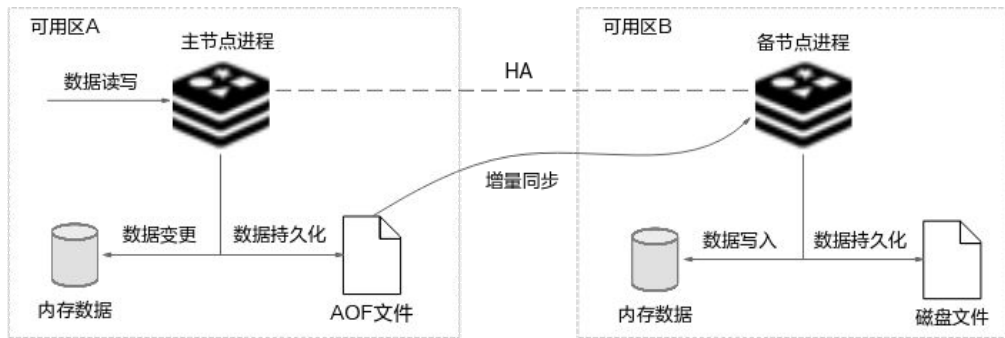 可用区A
主节点进程
数据读写
HA
可用区B
备节点进程
增量同步
数据变更
数据持久化
内存数据
AOF文件
数据写入
数据持久化
内存数据
磁盘文件